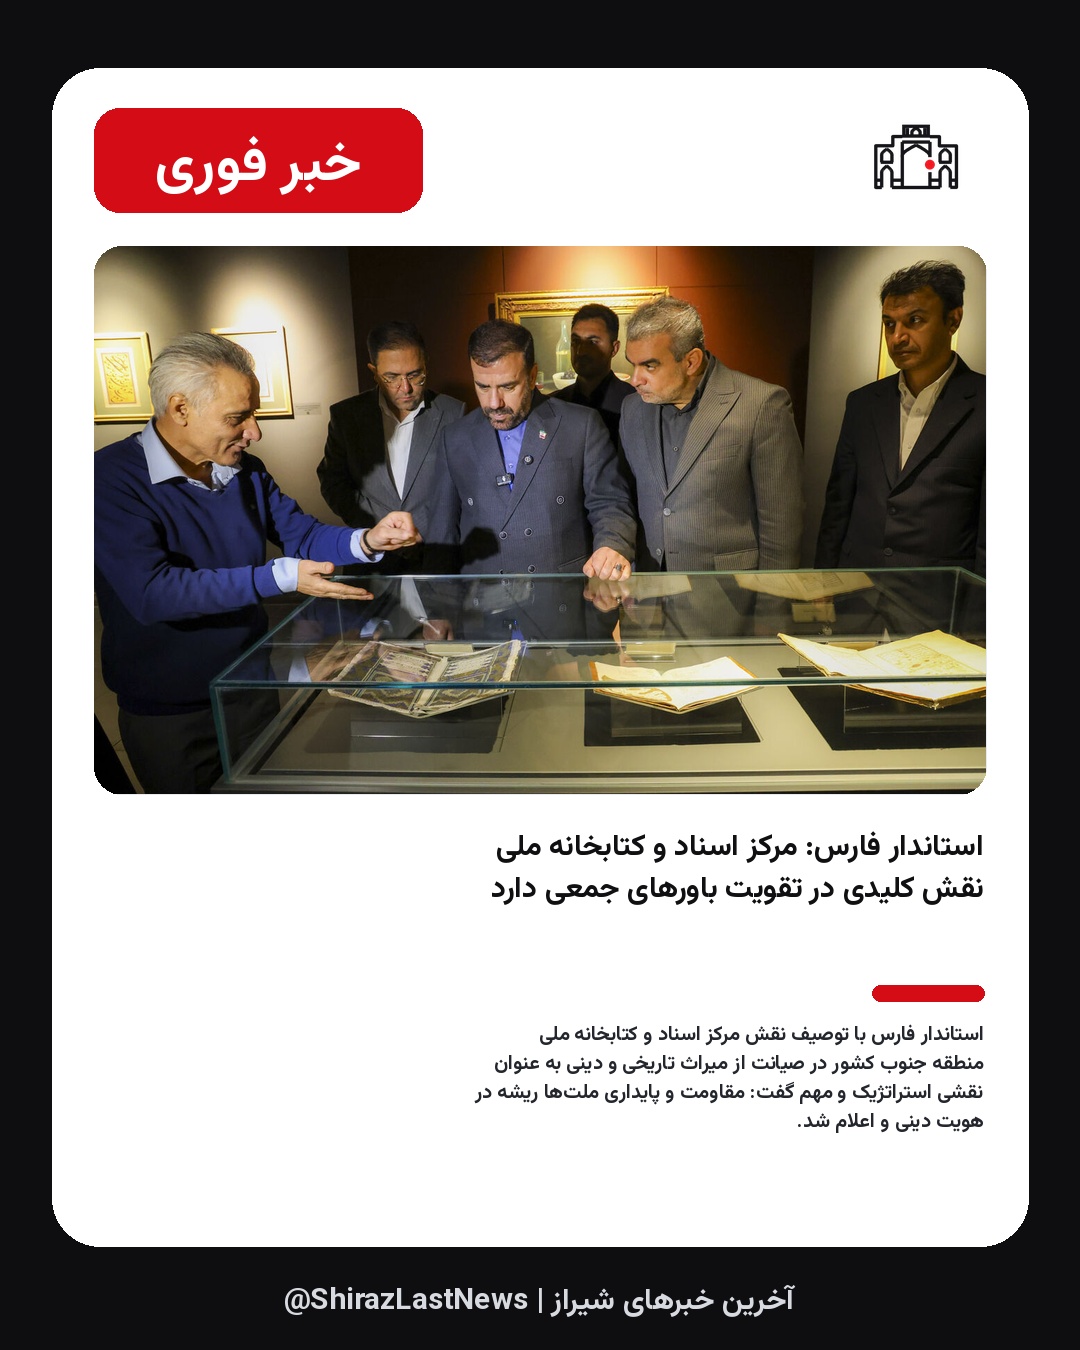 خبر فوری
استاندار فارس: مرکز اسناد و کتابخانه ملی
نقش کلیدی در تقویت باورهای جمعی دارد
استاندار فارس با توصیف نقش مرکز اسناد و کتابخانه ملی
منطقه جنوب کشور در صیانت از میراث تاریخی و دینی به عنوان
نقشی استراتژیک و مهم گفت: مقاومت و پایداری ملت‌ها ریشه در
هویت دینی و اعلام شد.
آخرین خبرهای شیراز | @ShirazLastNews